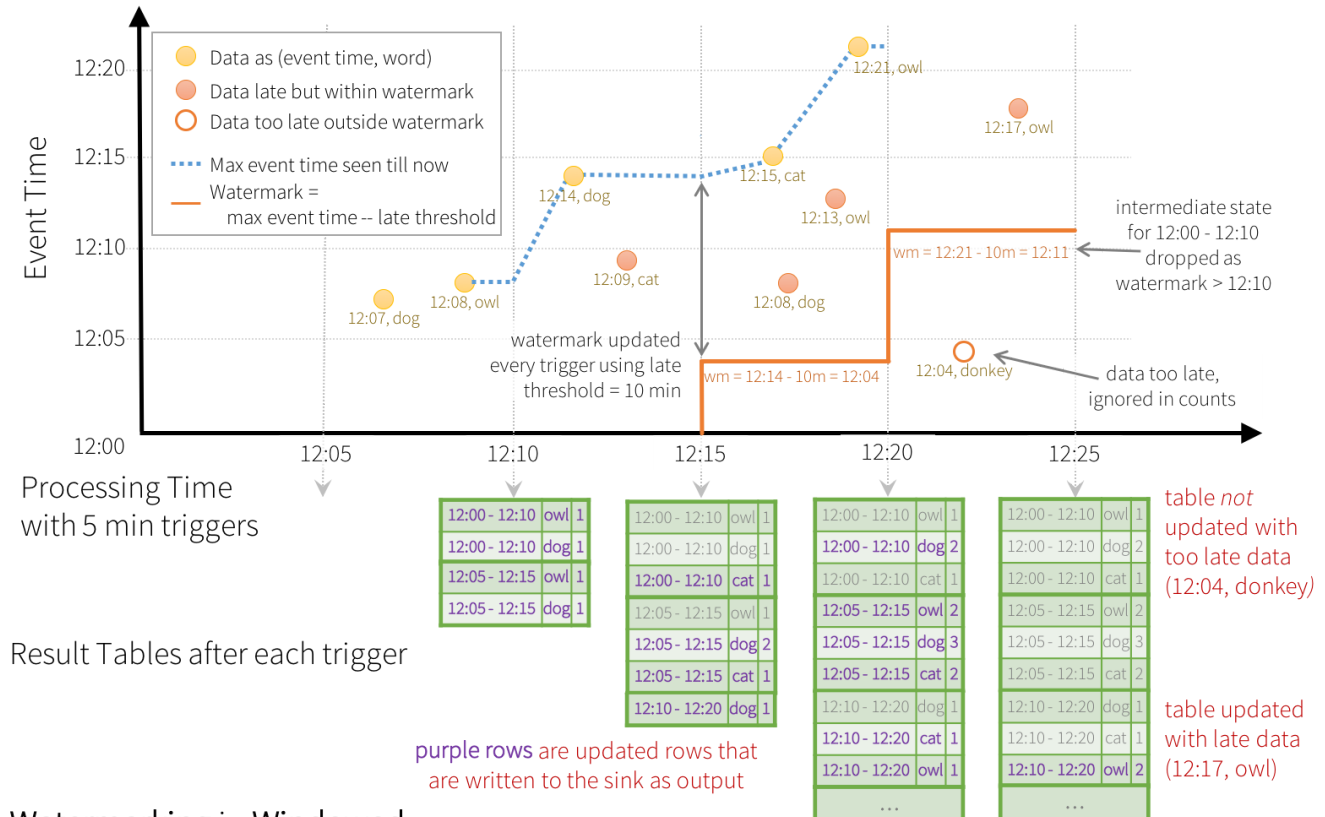 Data as (event time, word)
Data late but within watermark
Data too late outside watermark
Max event time seen till now
Watermark =
max event time -- late threshold
Event Time
12:20
12:15
12:10
12:05
12:00
12:07, dog
12:08, owl
12:14, dog
12:09, cat
12:15, cat
12:21, owl
12:13, owl
12:08, dog
12:17, owl
12:04, donkey
watermark updated
every trigger using late
threshold = 10 min
wm = 12:14 - 10m = 12:04
wm = 12:21 - 10m = 12:11
intermediate state
for 12:00 - 12:10
dropped as
watermark > 12:10
data too late,
ignored in counts
12:05
12:10
12:15
12:20
12:25
Processing Time
with 5 min triggers
Result Tables after each trigger
12:00 - 12:10 owl 1
12:00 - 12:10 dog 1
12:05 - 12:15 owl 1
12:05 - 12:15 dog 1
12:00 - 12:10 owl 1
12:00 - 12:10 dog 1
12:00 - 12:10 cat 1
12:05 - 12:15 owl 1
12:05 - 12:15 dog 2
12:05 - 12:15 cat 1
12:10 - 12:20 dog 1
12:00 - 12:10 owl 1
12:00 - 12:10 dog 2
12:00 - 12:10 cat 1
12:05 - 12:15 owl 2
12:05 - 12:15 dog 3
12:05 - 12:15 cat 2
12:10 - 12:20 dog 1
12:10 - 12:20 cat 1
12:10 - 12:20 owl 1
...
12:00 - 12:10 owl 1
12:00 - 12:10 dog 2
12:00 - 12:10 cat 1
12:05 - 12:15 owl 2
12:05 - 12:15 dog 3
12:05 - 12:15 cat 2
12:10 - 12:20 dog 1
12:10 - 12:20 cat 1
12:10 - 12:20 owl 2
...
table not
updated with
too late data
(12:04, donkey)
table updated
with late data
(12:17, owl)
purple rows are updated rows that
are written to the sink as output